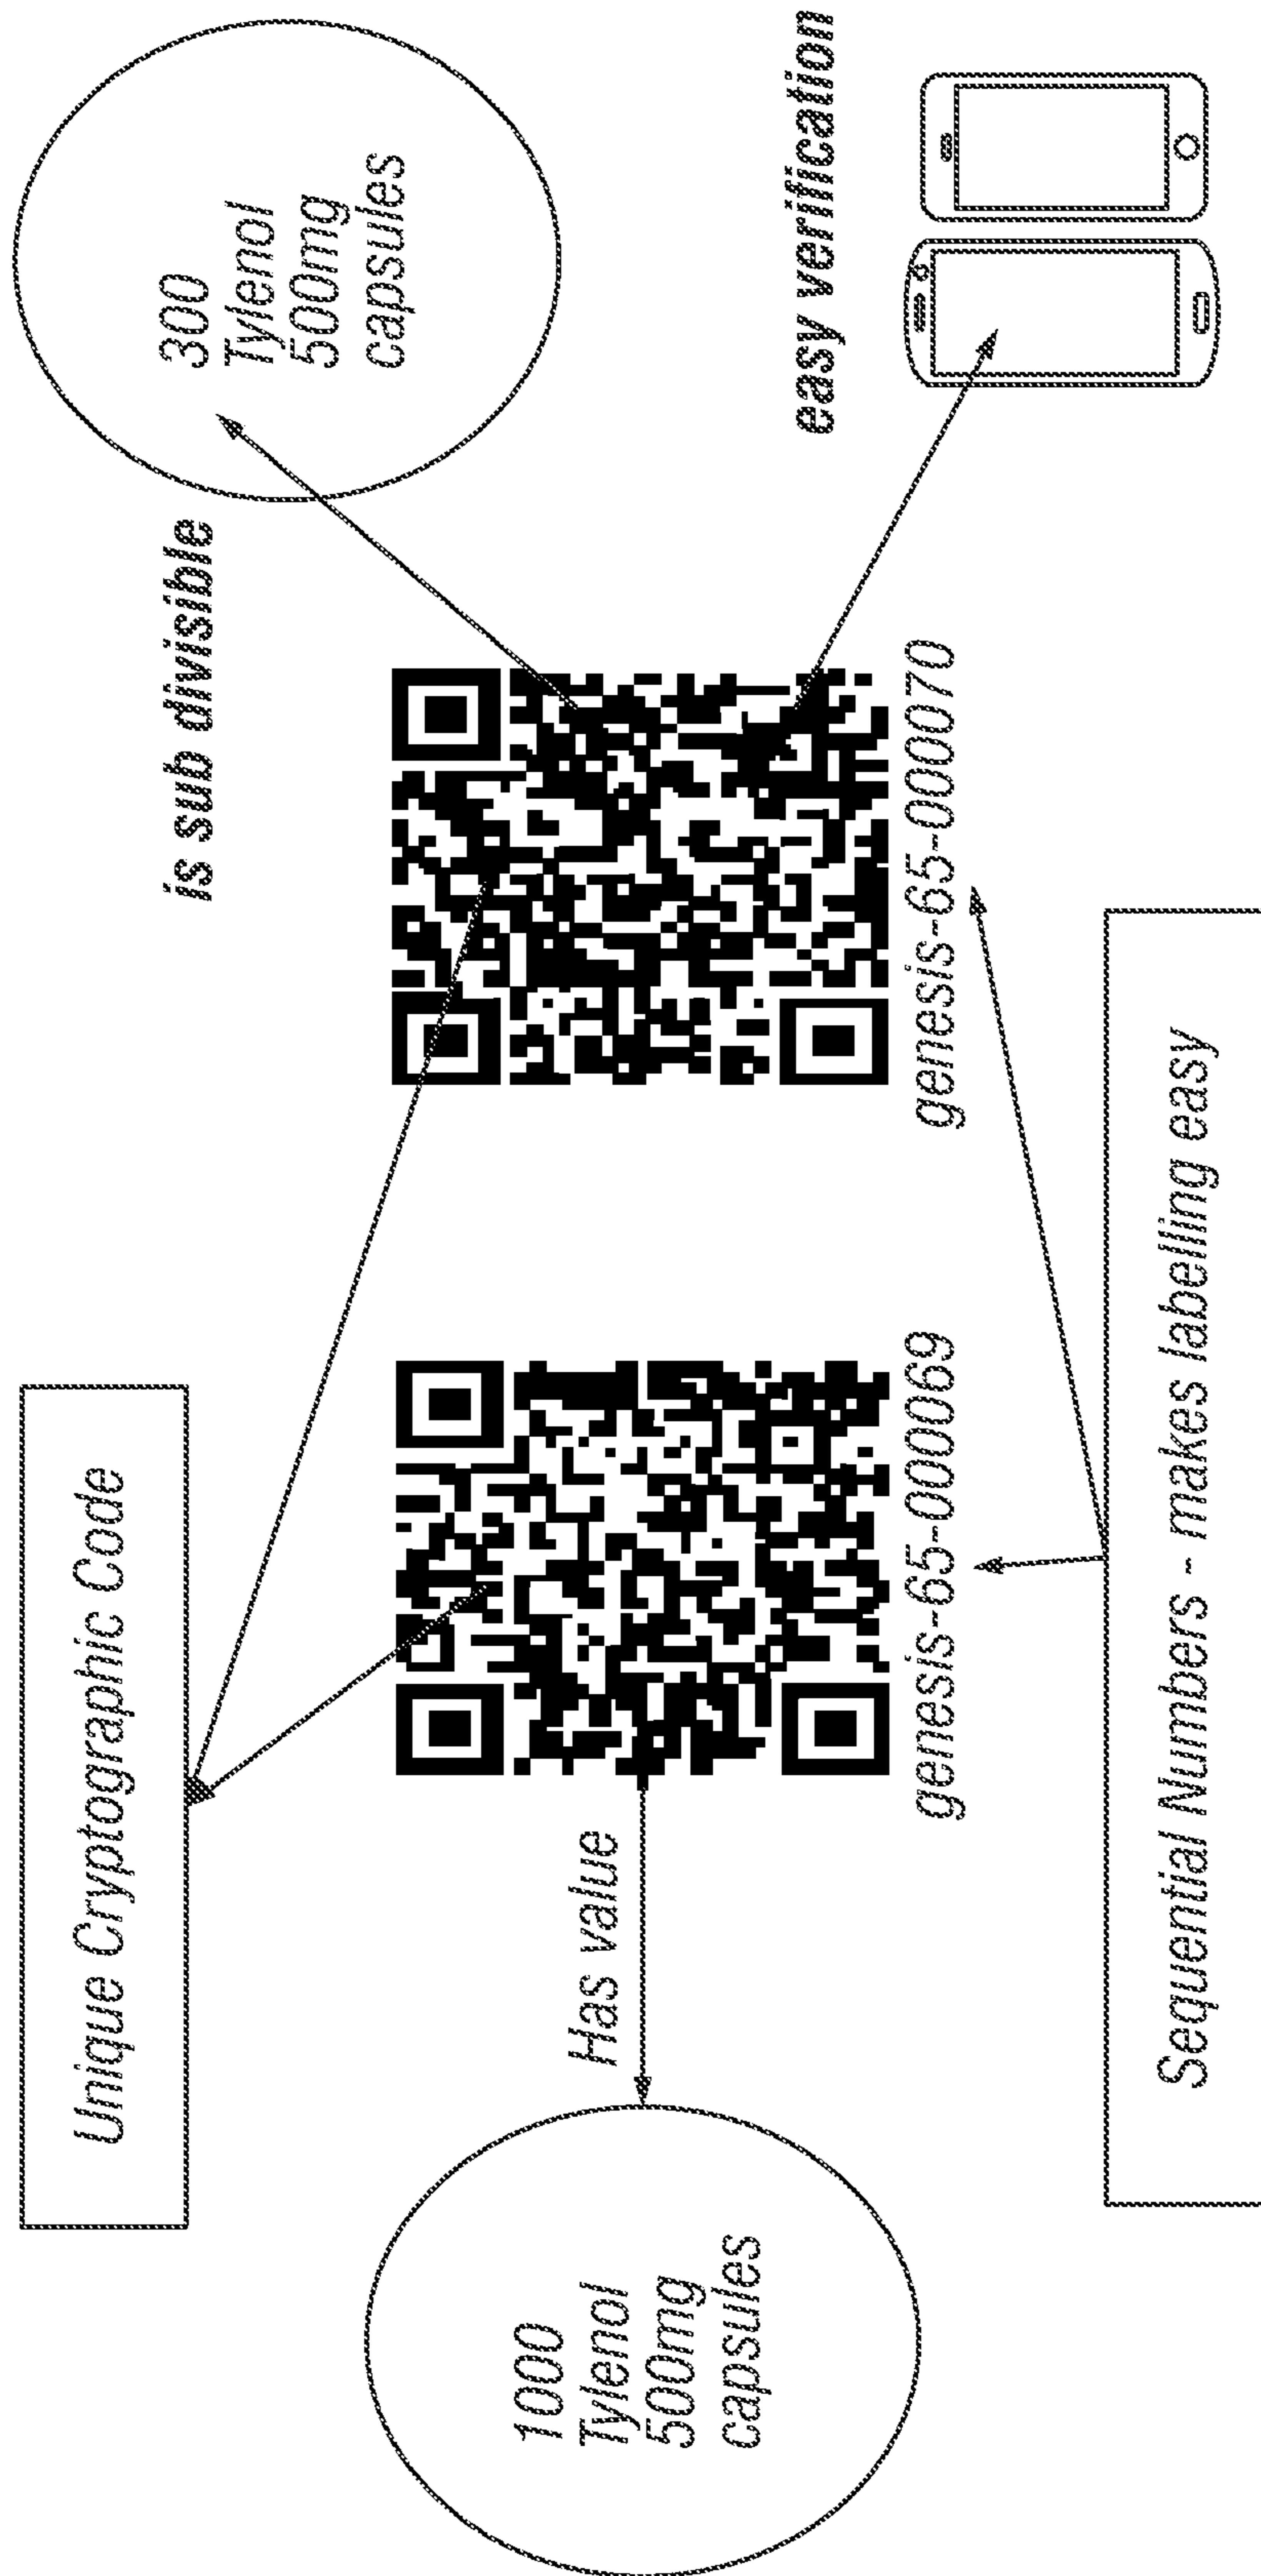 Unique Cryptographic Code
is sub divisible
300
Tylenol
500mg
capsules
Has value
1000
Tylenol
500mg
capsules
easy verification
genesis-65-000069
genesis-65-000070
Sequential Numbers - makes labelling easy